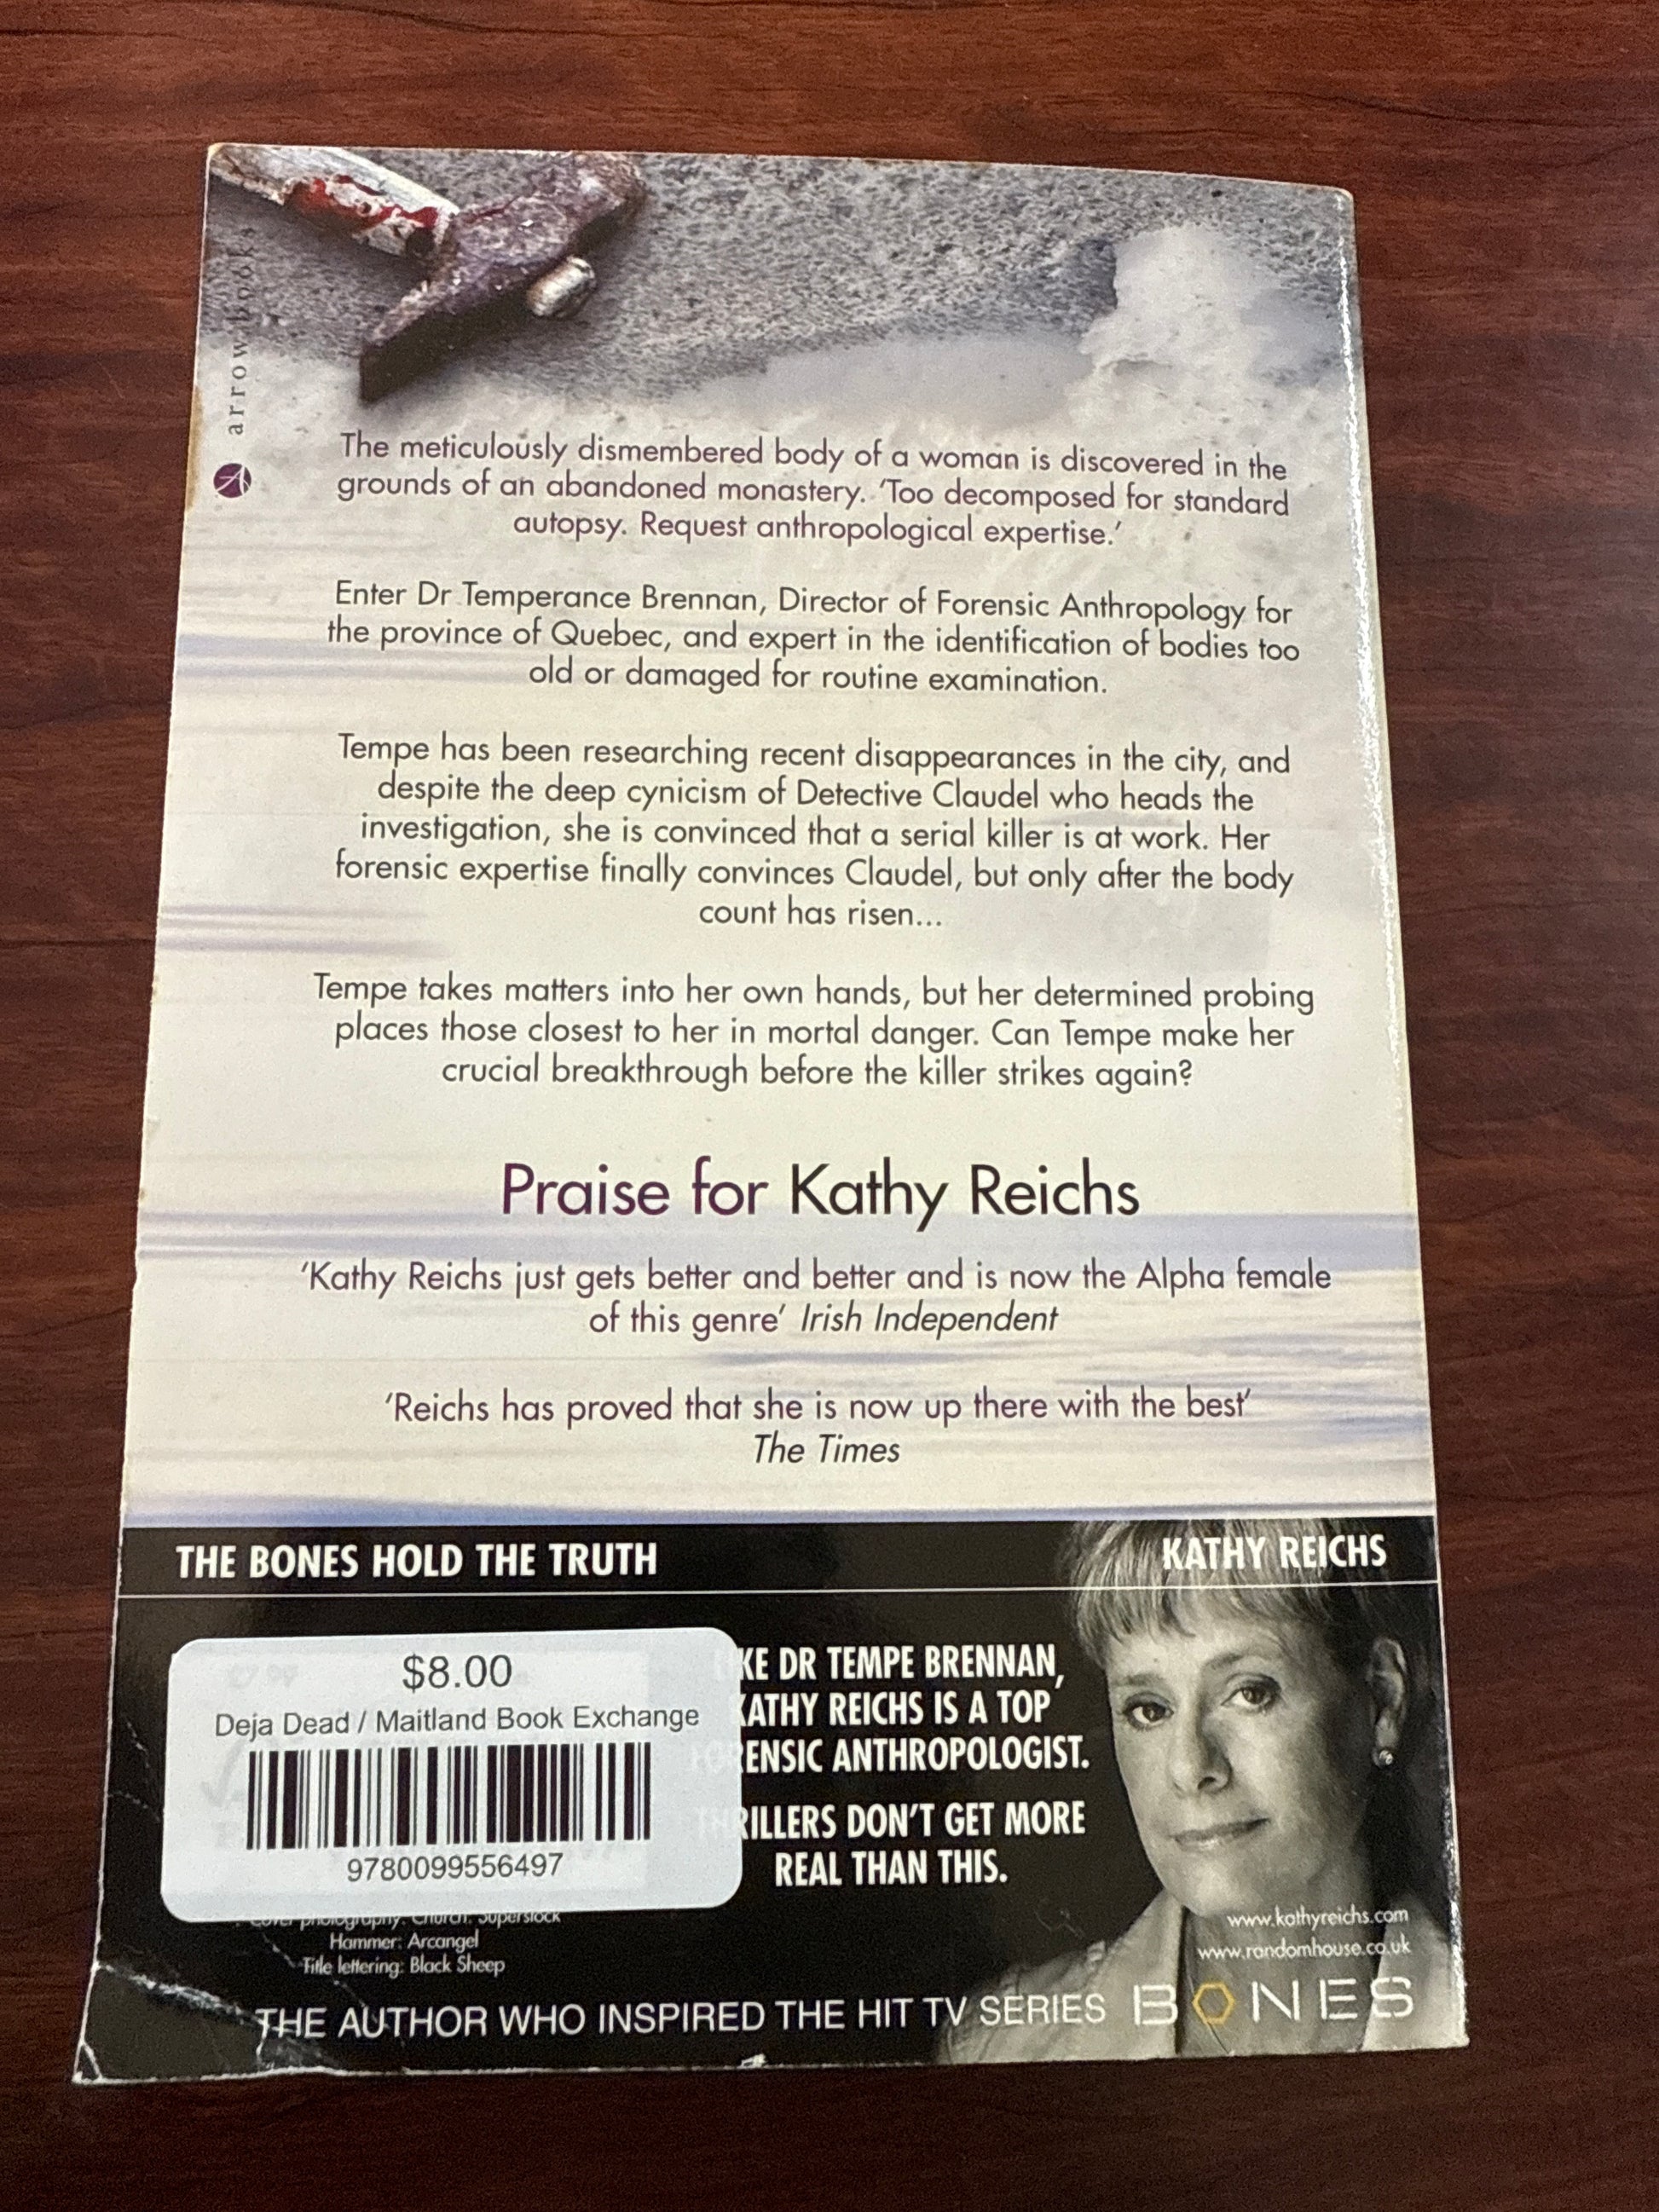 arrow books
The meticulously dismembered body of a woman is discovered in the
grounds of an abandoned monastery. 'Too decomposed for standard
autopsy. Request anthropological expertise.'
Enter Dr Temperance Brennan, Director of Forensic Anthropology for
the province of Quebec, and expert in the identification of bodies too
old or damaged for routine examination.
Tempe has been researching recent disappearances in the city, and
despite the deep cynicism of Detective Claudel who heads the
investigation, she is convinced that a serial killer is at work. Her
forensic expertise finally convinces Claudel, but only after the body
count has risen...
Tempe takes matters into her own hands, but her determined probing
places those closest to her in mortal danger. Can Tempe make her
crucial breakthrough before the killer strikes again?
Praise for Kathy Reichs
'Kathy Reichs just gets better and better and is now the Alpha female
of this genre' Irish Independent
'Reichs has proved that she is now up there with the best'
The Times
THE BONES HOLD THE TRUTH
KATHY REICHS
$8.00
Deja Dead / Maitland Book Exchange
9780099556497
KE DR TEMPE BRENNAN,
KATHY REICHS IS A TOP
FORENSIC ANTHROPOLOGIST.
THRILLERS DON'T GET MORE
REAL THAN THIS.
Cover photography: Church: Superstock
Hammer: Arcangel
Title lettering: Black Sheep
www.kathyreichs.com
www.randomhouse.co.uk
THE AUTHOR WHO INSPIRED THE HIT TV SERIES BONES